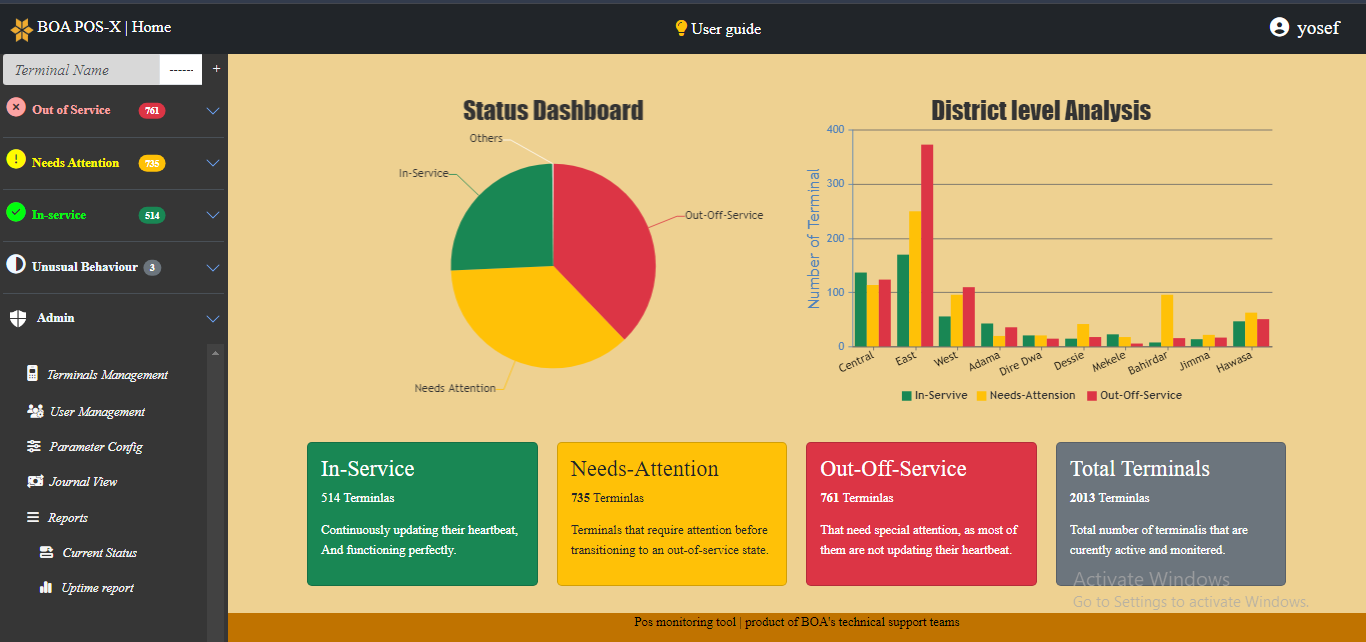 BOA POS-X | Home
User guide
yosef
Terminal Name
------
+
Out of Service 761
Needs Attention 735
In-service 514
Unusual Behaviour 3
Admin
Terminals Management
User Management
Parameter Config
Journal View
Reports
Current Status
Uptime report
Status Dashboard
Others
In-Service
Out-Off-Service
Needs Attention
District level Analysis
Number of Terminal
400
300
200
100
0
Central
East
West
Adama
Dire Dwa
Dessie
Mekele
Bahirdar
Jimma
Hawasa
In-Servive Needs-Attension Out-Off-Service
In-Service
514 Terminlas
Continuously updating their heartbeat,
And functioning perfectly.
Needs-Attention
735 Terminlas
Terminals that require attention before
transitioning to an out-of-service state.
Out-Off-Service
761 Terminlas
That need special attention, as most of
them are not updating their heartbeat.
Total Terminals
2013 Terminlas
Total number of terminalis that are
curently active and monitered.
Activate Windows
Go to Settings to activate Windows.
Pos monitoring tool | product of BOA's technical support teams